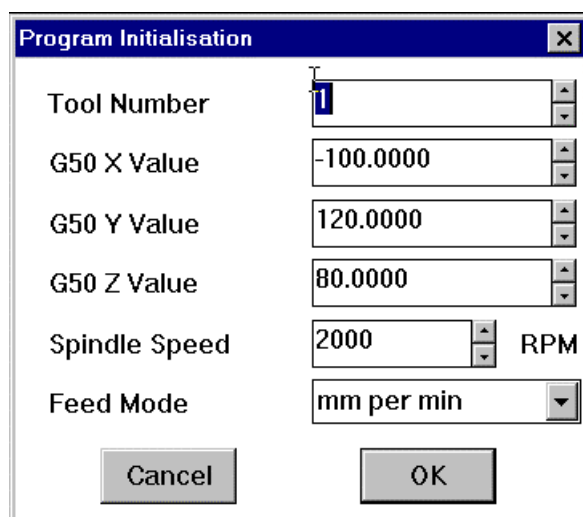 Program Initialisation
Tool Number 1
G50 X Value -100.0000
G50 Y Value 120.0000
G50 Z Value 80.0000
Spindle Speed 2000 RPM
Feed Mode mm per min
Cancel OK